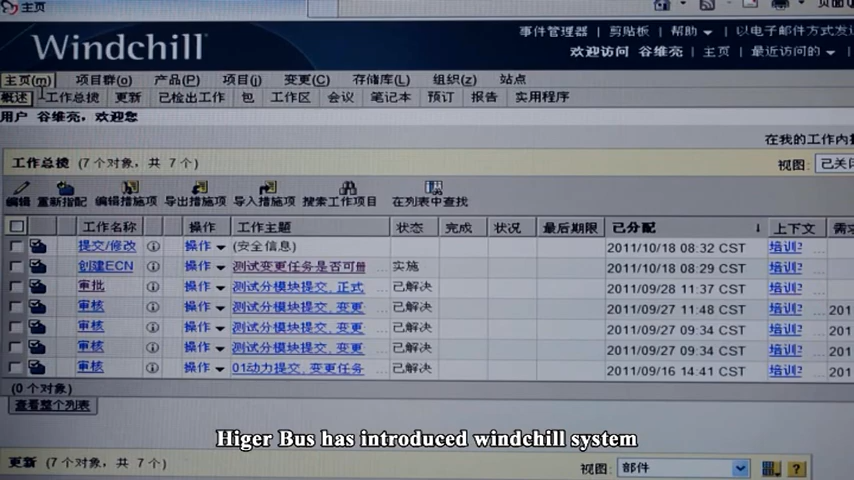 主页
页面
Windchill
事件管理器 | 剪贴板 | 帮助 | 以电子邮件方式发送
欢迎访问 谷维亮 | 主页 | 最近访问的
主页(m) 项目群(o) 产品(P) 项目(j) 变更(C) 存储库(L) 组织(z) 站点
概述 工作总揽 更新 已检出工作 包 工作区 会议 笔记本 预订 报告 实用程序
用户 谷维亮，欢迎您
在我的工作内
工作总揽 (7 个对象，共 7 个)
视图: 已关闭
编辑 重新指配 编辑措施项 导出措施项 导入措施项 搜索工作项目 在列表中查找
工作名称 操作 工作主题 状态 完成 状况 最后期限 已分配 上下文 需求
提交/修改 操作 (安全信息) 2011/10/18 08:32 CST 培训?
创建ECN 操作 测试变更任务是否可 ... 实施 2011/10/18 08:29 CST 培训?
审批 操作 测试分模块提交, 正式 ... 已解决 2011/09/28 11:37 CST 培训? ...
审核 操作 测试分模块提交, 变更 ... 已解决 2011/09/27 11:48 CST 培训? ... 201
审核 操作 测试分模块提交, 变更 ... 已解决 2011/09/27 09:34 CST 培训? ... 201
审核 操作 测试分模块提交, 变更 ... 已解决 2011/09/27 09:34 CST 培训? ... 201
审核 操作 01动力提交, 变更任务 ... 已解决 2011/09/16 14:41 CST 培训? ... 201
(0 个对象)
查看整个列表
Higer Bus has introduced windchill system
更新 (7 个对象，共 7 个)
视图: 部件